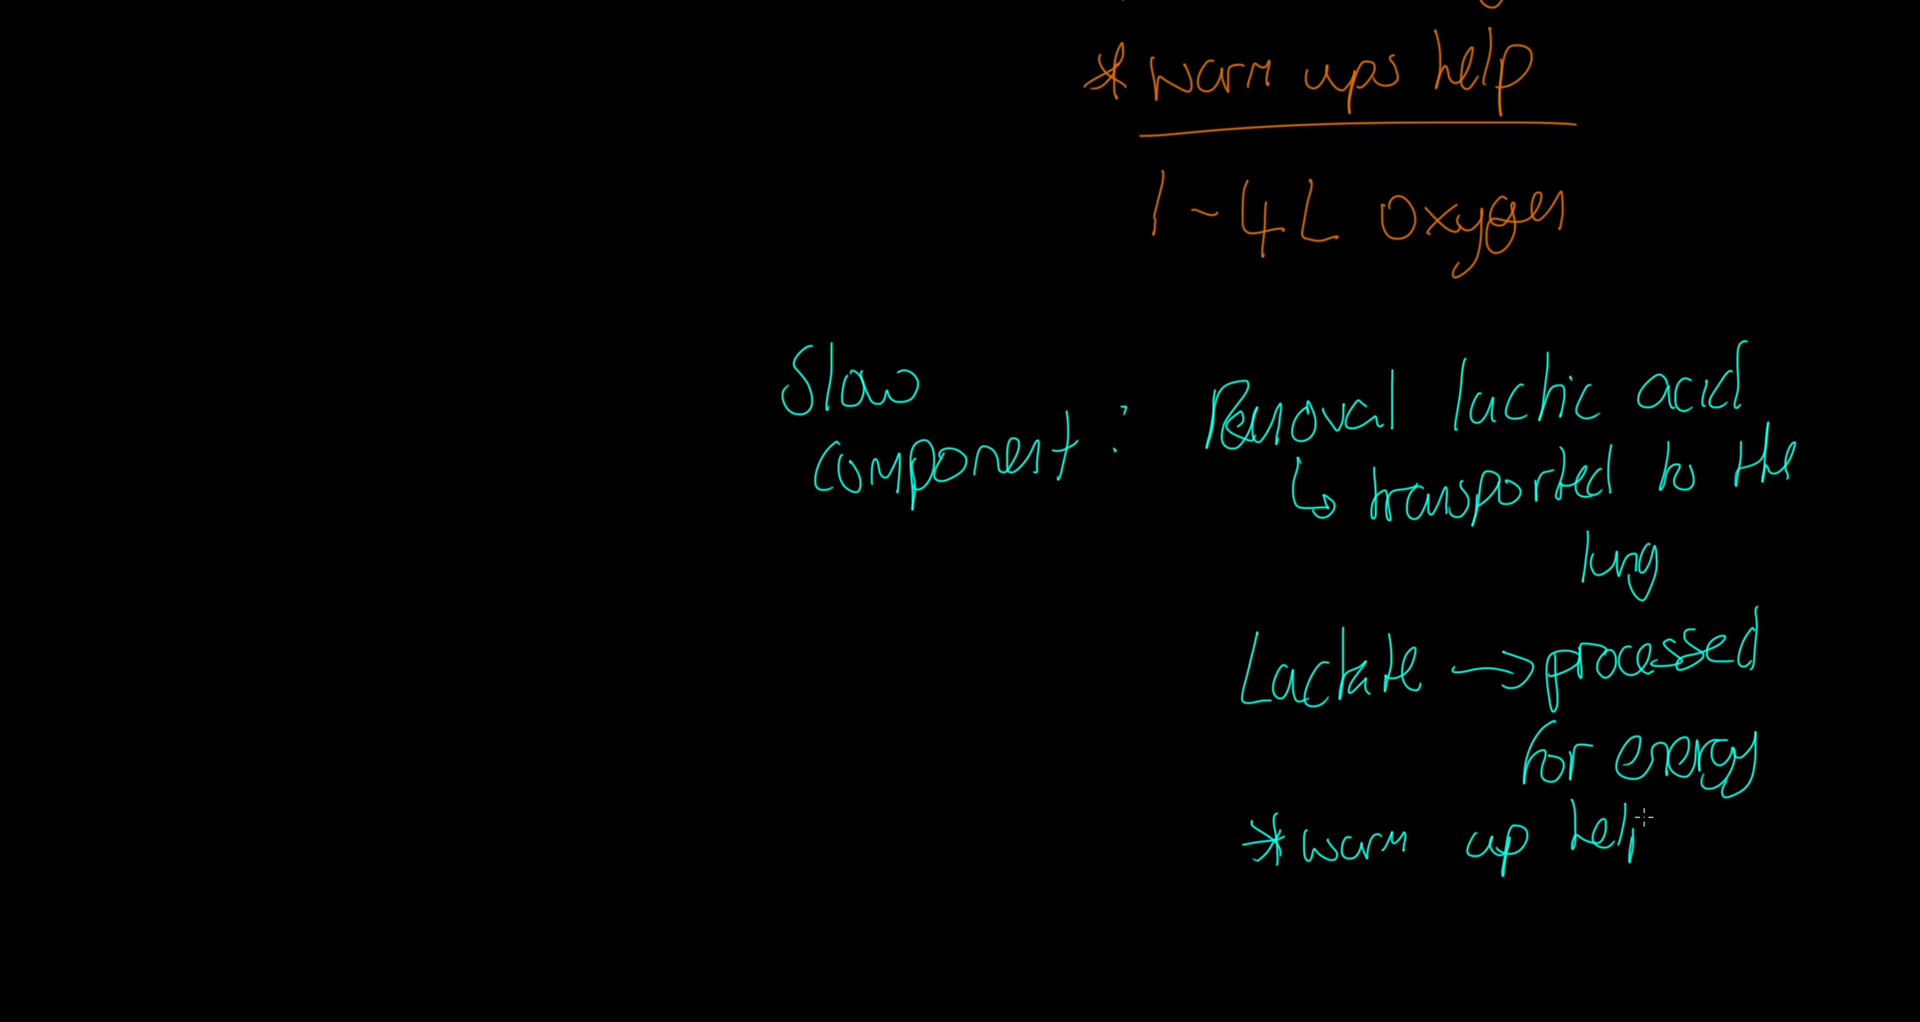 *warm ups help
1-4L oxygen
Slow
component:
Removal lactic acid
↳ transported to the
lung
Lactate → processed
for energy
*warm up help